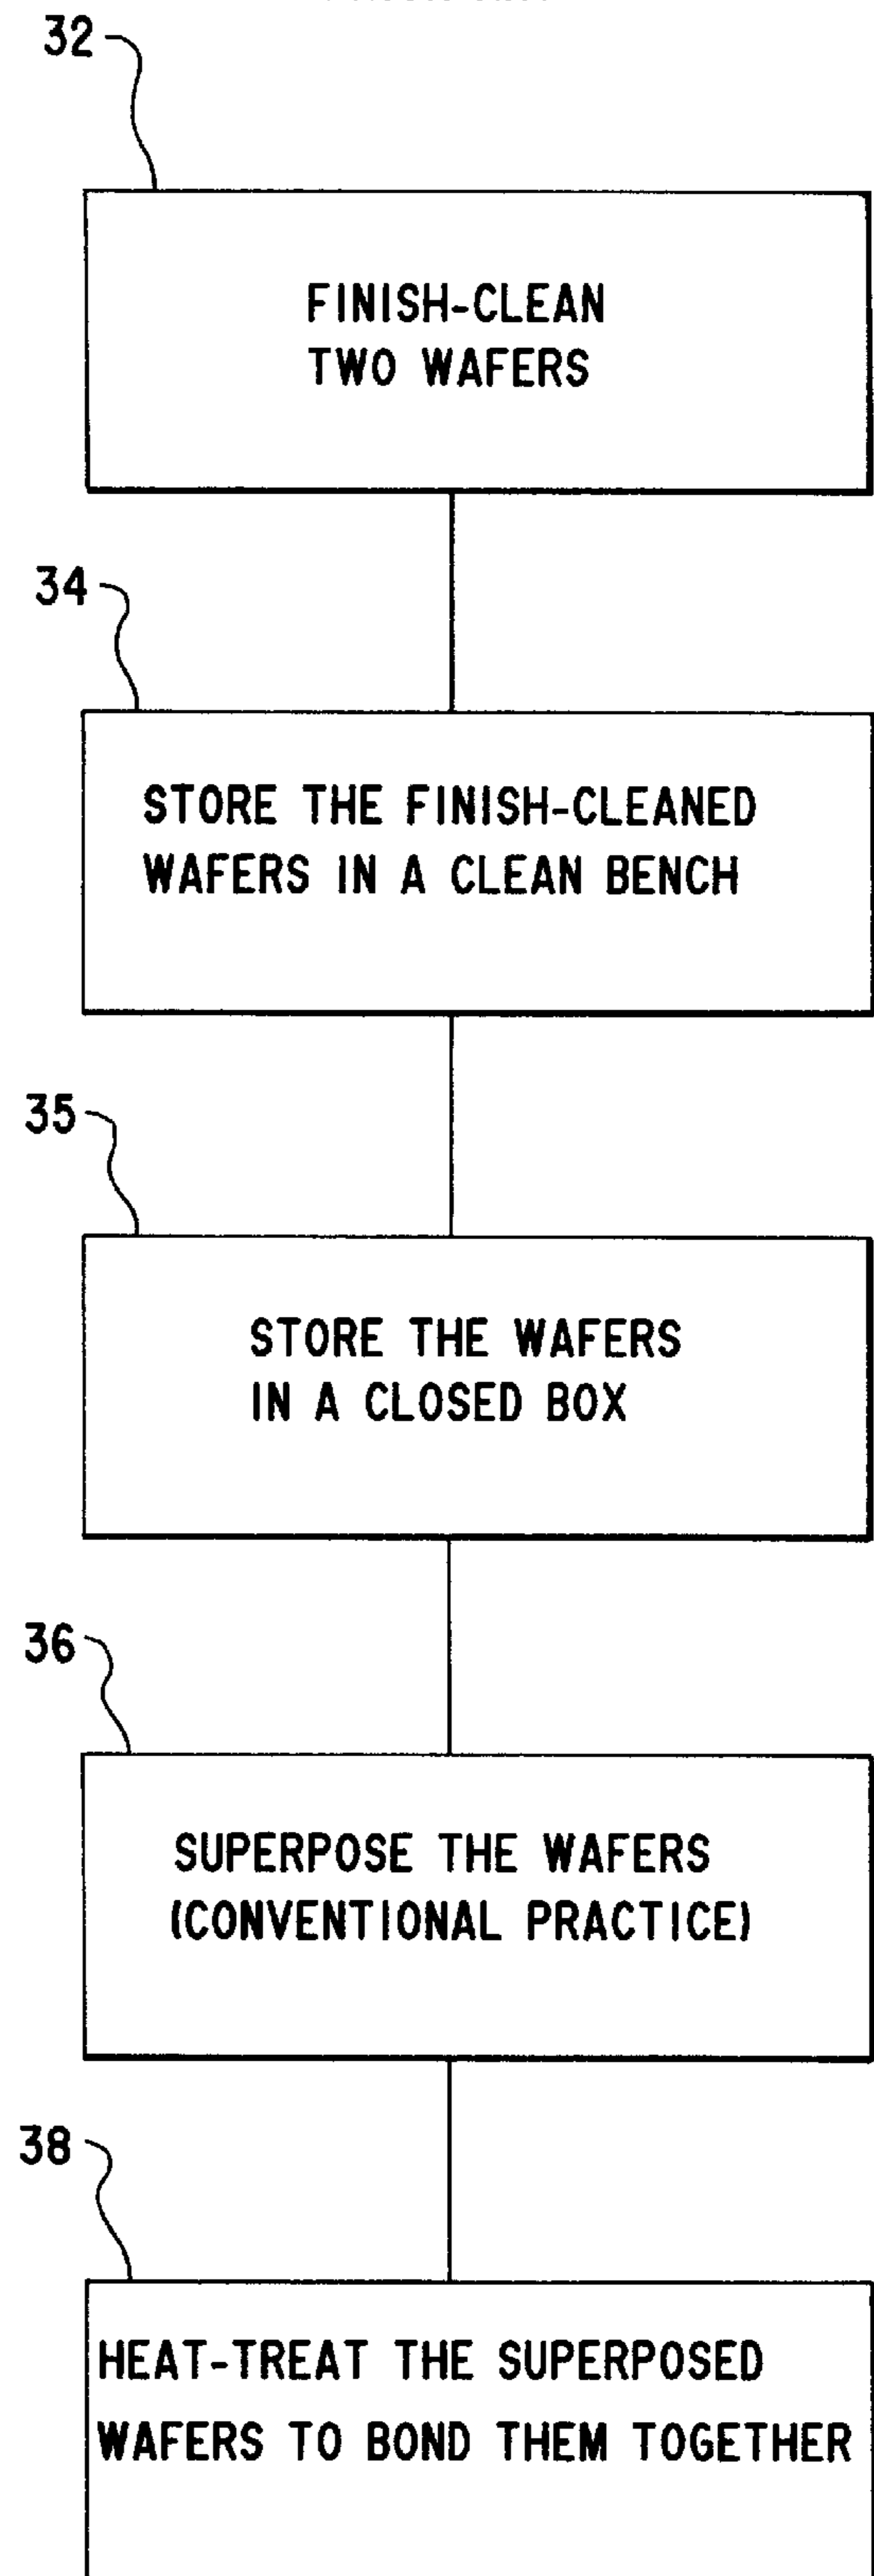 32
FINISH-CLEAN
TWO WAFERS
34
STORE THE FINISH-CLEANED
WAFERS IN A CLEAN BENCH
35
STORE THE WAFERS
IN A CLOSED BOX
36
SUPERPOSE THE WAFERS
(CONVENTIONAL PRACTICE)
38
HEAT-TREAT THE SUPERPOSED
WAFERS TO BOND THEM TOGETHER